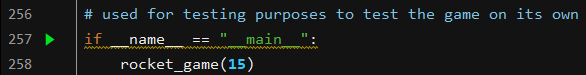 256 # used for testing purposes to test the game on its own
257 if __name__ == "__main__":
258     rocket_game(15)